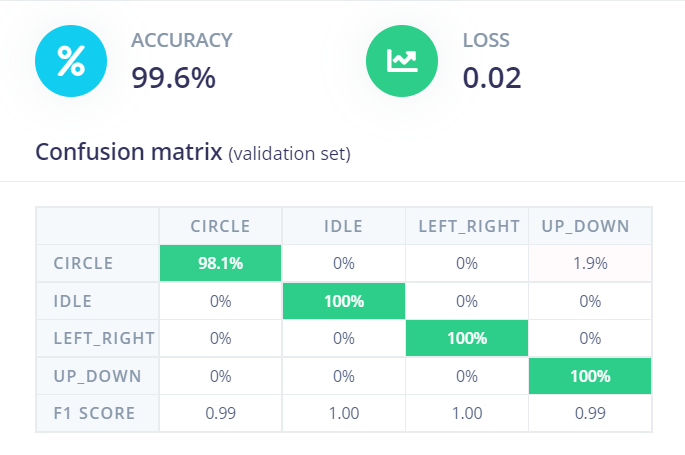 ACCURACY
99.6%
LOSS
0.02
Confusion matrix (validation set)
CIRCLE IDLE LEFT_RIGHT UP_DOWN
CIRCLE 98.1% 0% 0% 1.9%
IDLE 0% 100% 0% 0%
LEFT_RIGHT 0% 0% 100% 0%
UP_DOWN 0% 0% 0% 100%
F1 SCORE 0.99 1.00 1.00 0.99